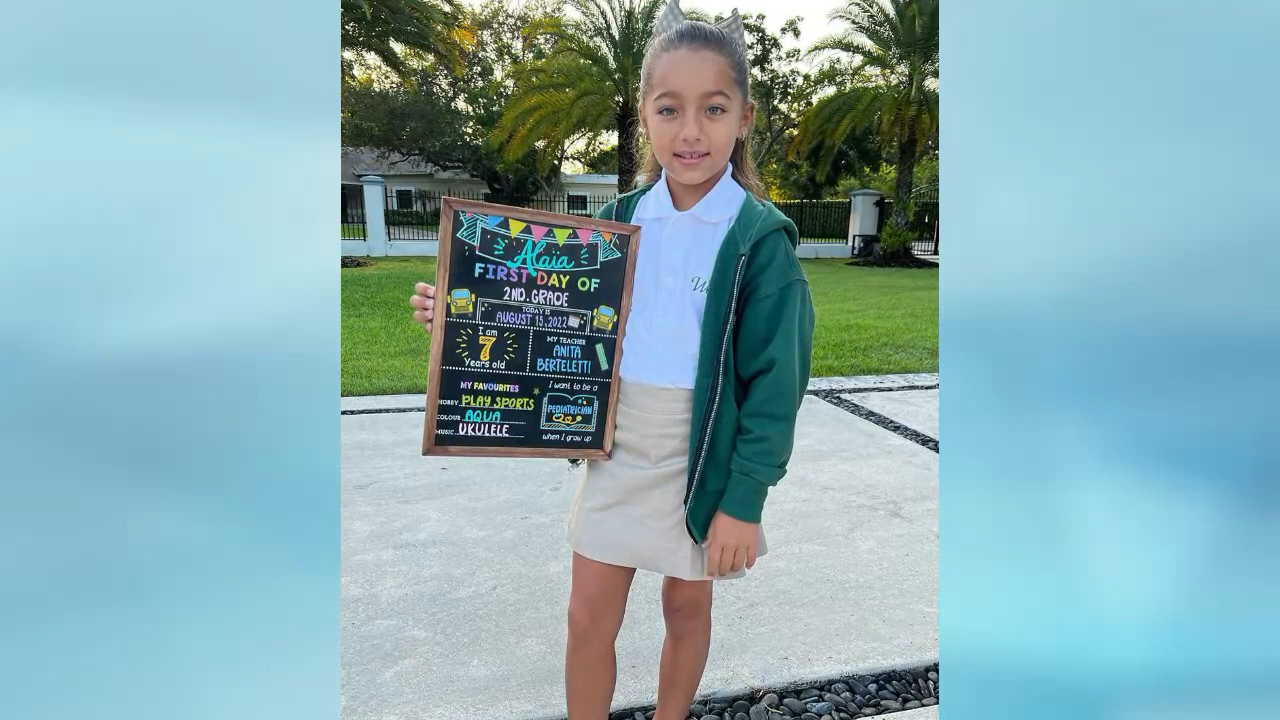 Alaïa
FIRST DAY OF
2ND. GRADE
TODAY IS
AUGUST 15, 2022
I am
7
Years old
MY TEACHER
ANITA
BERTELETTI
MY FAVOURITES
HOBBY PLAY SPORTS
COLOUR AQUA
MUSIC UKULELE
I want to be a
PEDIATRICIAN
when I grow up